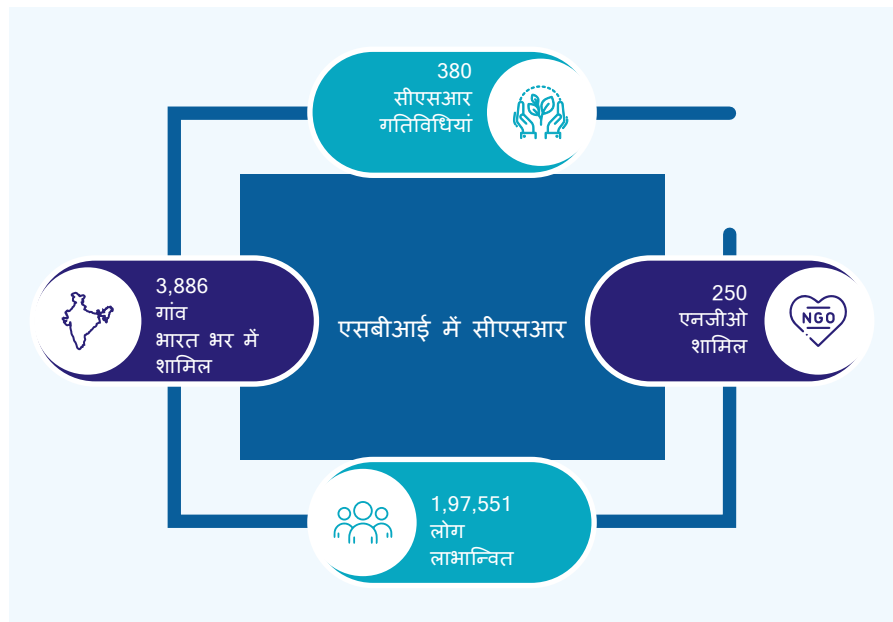 380
सीएसआर
गतिविधियां
3,886
गांव
भारत भर में
शामिल
एसबीआई में सीएसआर
250
एनजीओ
शामिल
NGO
1,97,551
लोग
लाभान्वित